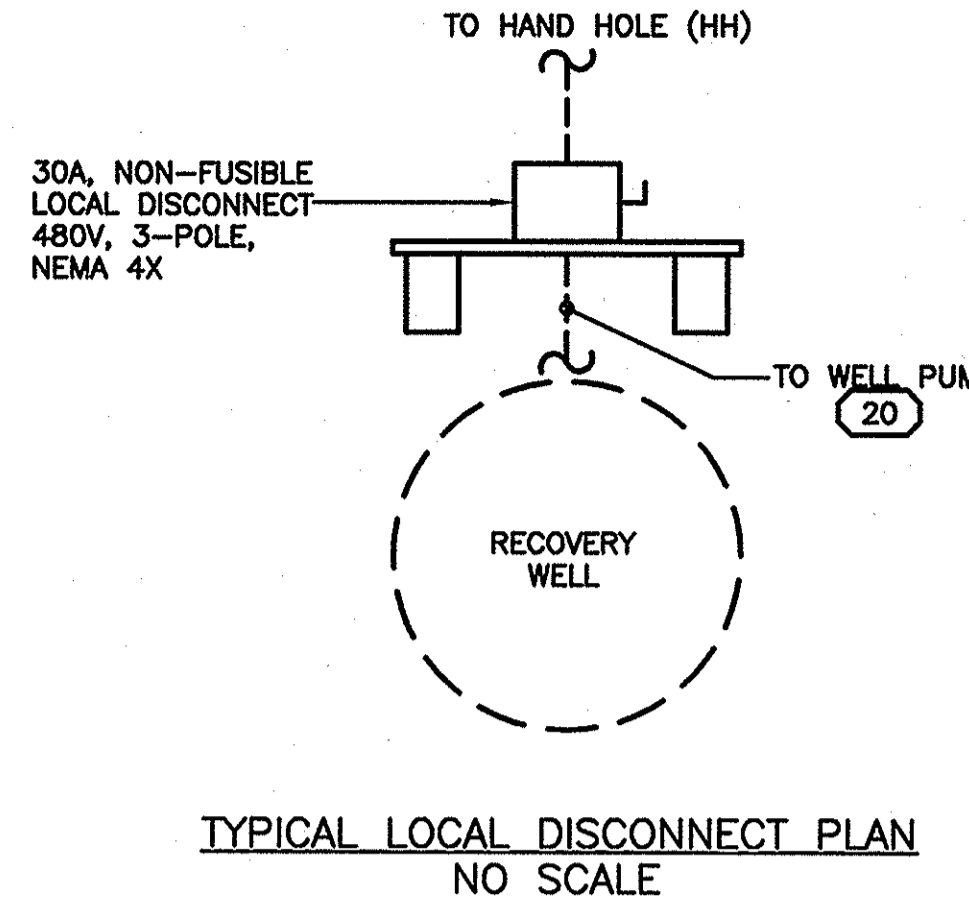 TO HAND HOLE (HH)
30A, NON-FUSIBLE
LOCAL DISCONNECT
480V, 3-POLE,
NEMA 4X
TO WELL PUM
20
RECOVERY
WELL
TYPICAL LOCAL DISCONNECT PLAN
NO SCALE